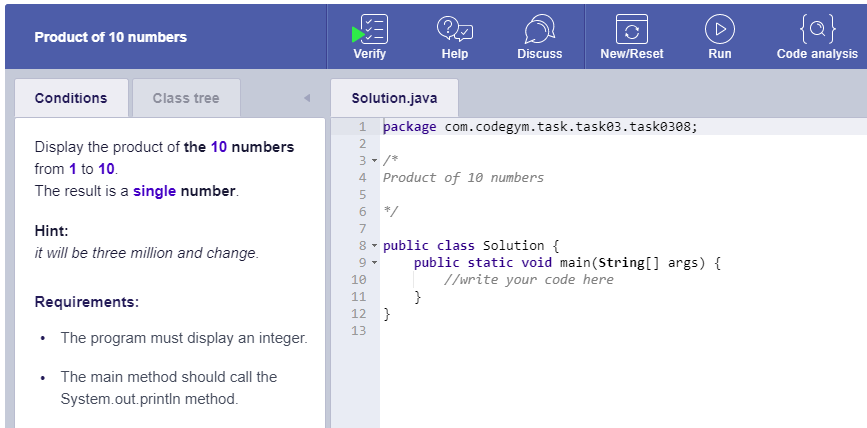 Product of 10 numbers
Verify
Help
Discuss
New/Reset
Run
Code analysis
Conditions
Class tree
Display the product of the 10 numbers
from 1 to 10.
The result is a single number.
Hint:
it will be three million and change.
Requirements:
• The program must display an integer.
• The main method should call the
System.out.println method.
Solution.java
1 package com.codegym.task.task03.task0308;
2
3 /*
4 Product of 10 numbers
5
6 */
7
8 public class Solution {
9 public static void main(String[] args) {
10 //write your code here
11 }
12 }
13